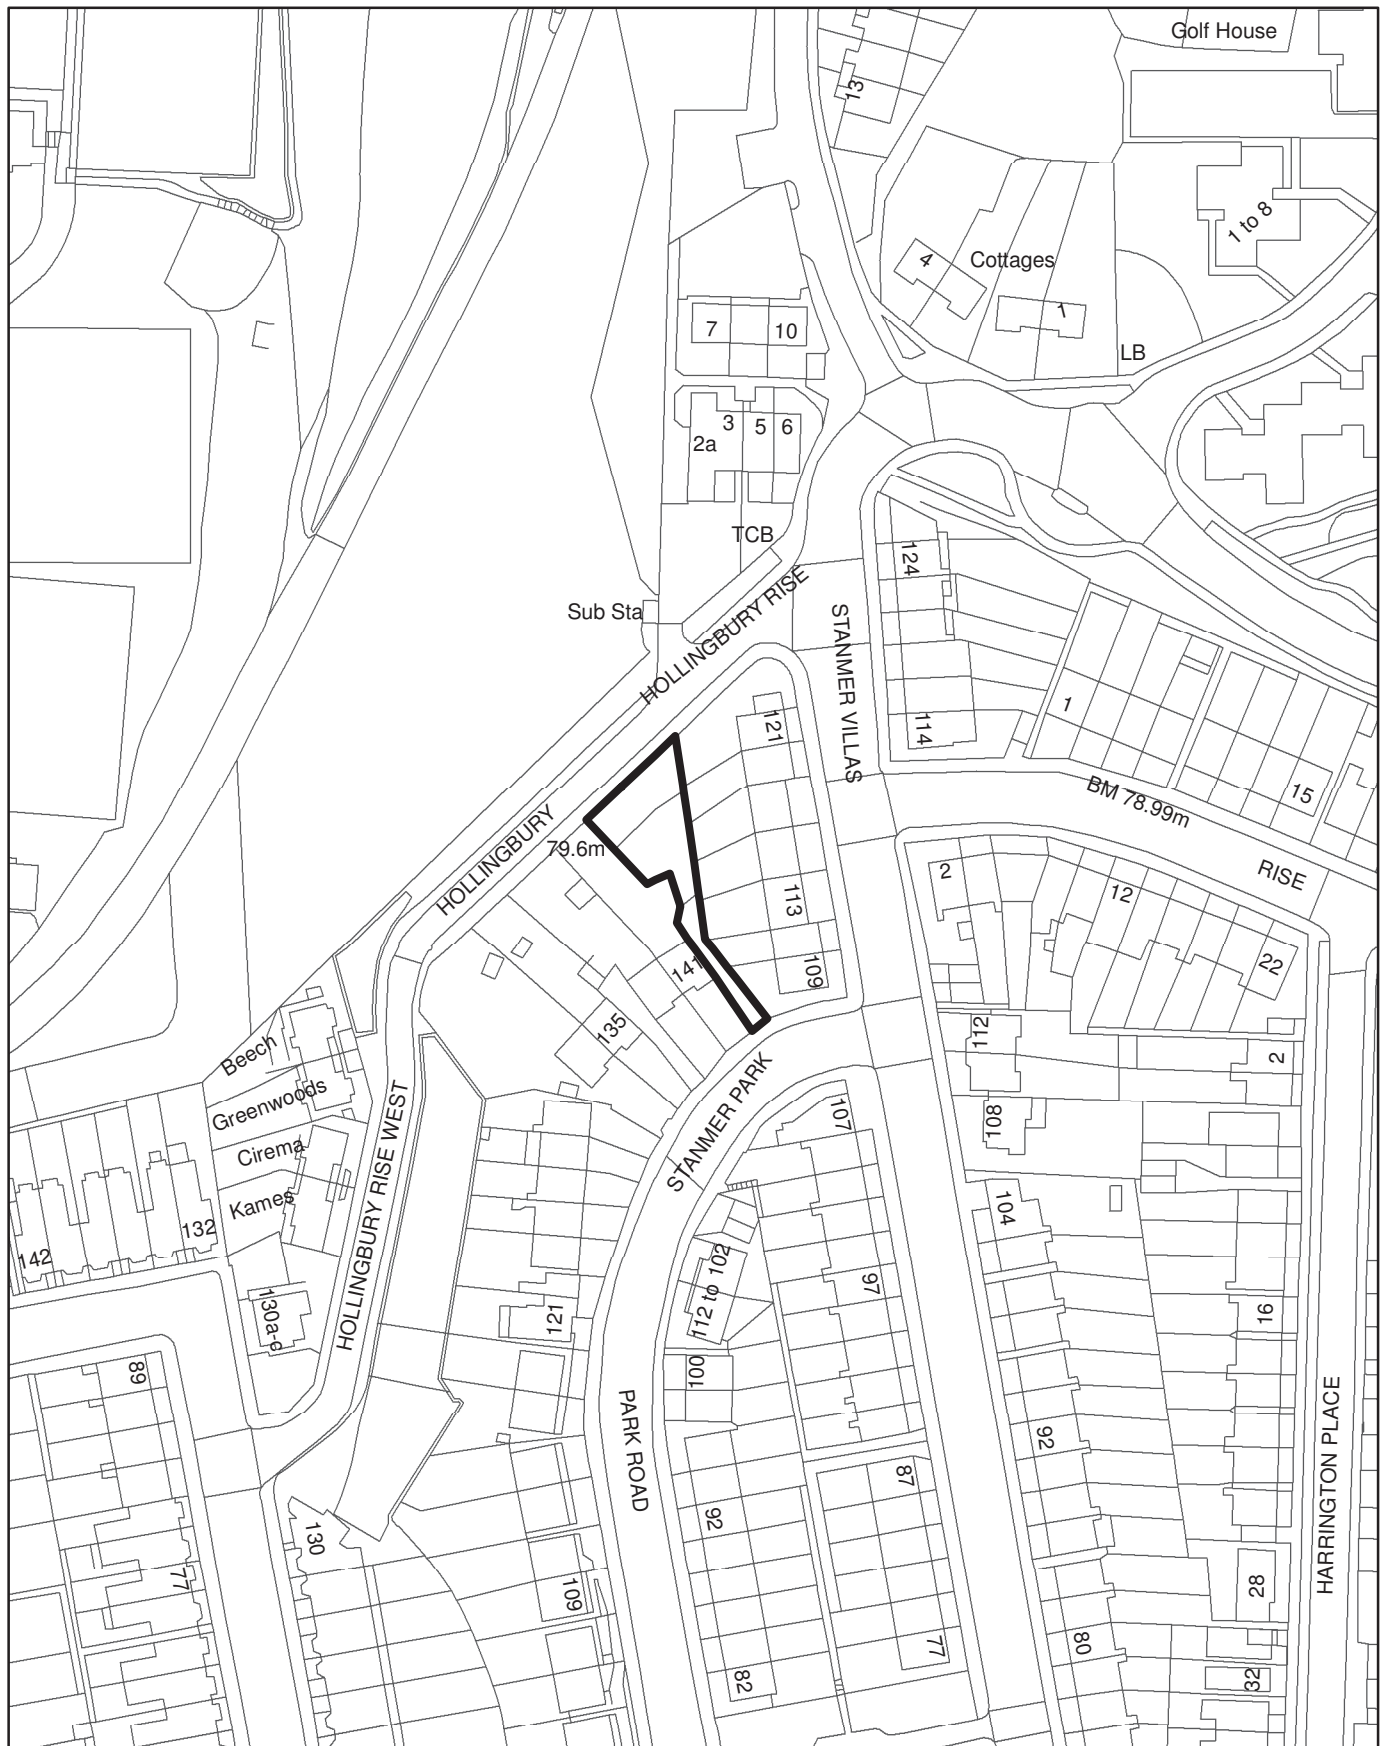 Golf House
13
1 to 8
4
Cottages
1
7
10
LB
3
5
6
2a
TCB
124
Sub Sta
HOLLINGBURY RISE
STANMER VILLAS
1
121
114
BM 78.99m
15
79.6m
HOLLINGBURY
2
12
RISE
113
22
141
109
135
112
2
Beech
Greenwoods
Cirema
Kames
STANMER PARK
107
108
HOLLINGBURY RISE WEST
132
142
104
112 to 102
97
130a-c
121
16
89
100
PARK ROAD
92
HARRINGTON PLACE
87
92
130
77
109
28
77
80
82
32